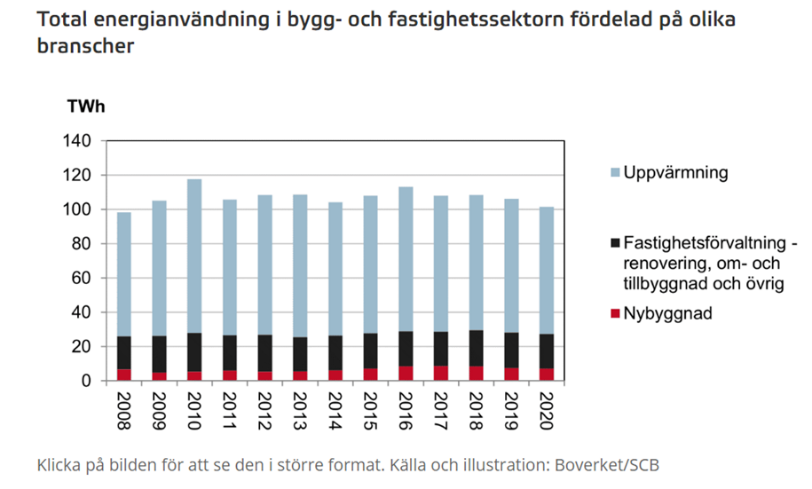 Total energianvändning i bygg- och fastighetssektorn fördelad på olika
branscher
TWh
140
120
100
80
60
40
20
0
2008
2009
2010
2011
2012
2013
2014
2015
2016
2017
2018
2019
2020
Uppvärmning
Fastighetsförvaltning -
renovering, om- och
tillbyggnad och övrig
Nybyggnad
Klicka på bilden för att se den i större format. Källa och illustration: Boverket/SCB